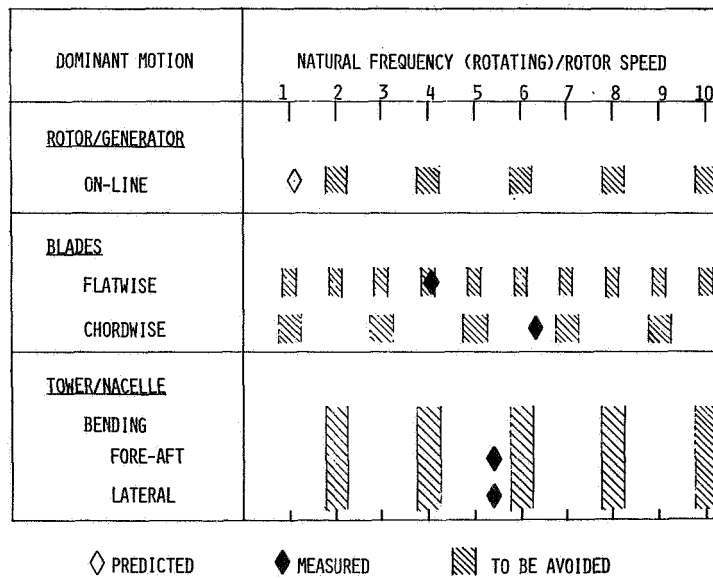 DOMINANT MOTION
NATURAL FREQUENCY (ROTATING)/ROTOR SPEED
1 2 3 4 5 6 7 8 9 10
ROTOR/GENERATOR
ON-LINE
BLADES
FLATWISE
CHORDWISE
TOWER/NACELLE
BENDING
FORE-AFT
LATERAL
PREDICTED MEASURED TO BE AVOIDED